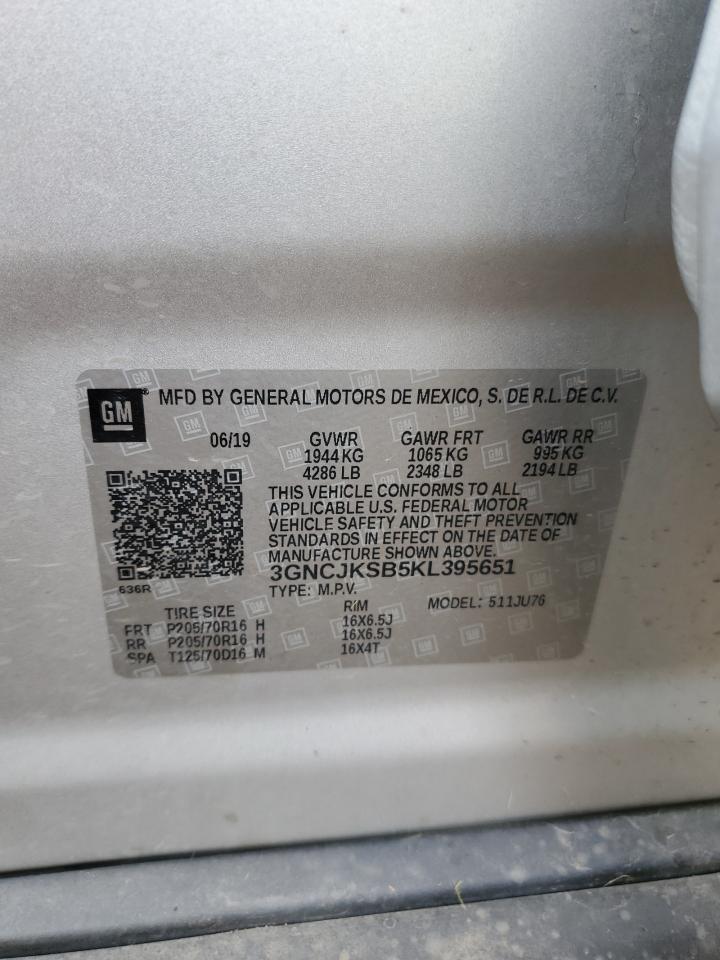 GM
MFD BY GENERAL MOTORS DE MEXICO, S. DE R.L. DE C.V.
06/19 GVWR GAWR FRT GAWR RR
1944 KG 1065 KG 995 KG
4286 LB 2348 LB 2194 LB
THIS VEHICLE CONFORMS TO ALL
APPLICABLE U.S. FEDERAL MOTOR
VEHICLE SAFETY AND THEFT PREVENTION
STANDARDS IN EFFECT ON THE DATE OF
MANUFACTURE SHOWN ABOVE.
3GNCJKSB5KL395651
636R TYPE: M.P.V. MODEL: 511JU76
TIRE SIZE RIM
FRT P205/70R16 H 16X6.5J
RR P205/70R16 H 16X6.5J
SPA T125/70D16 M 16X4T